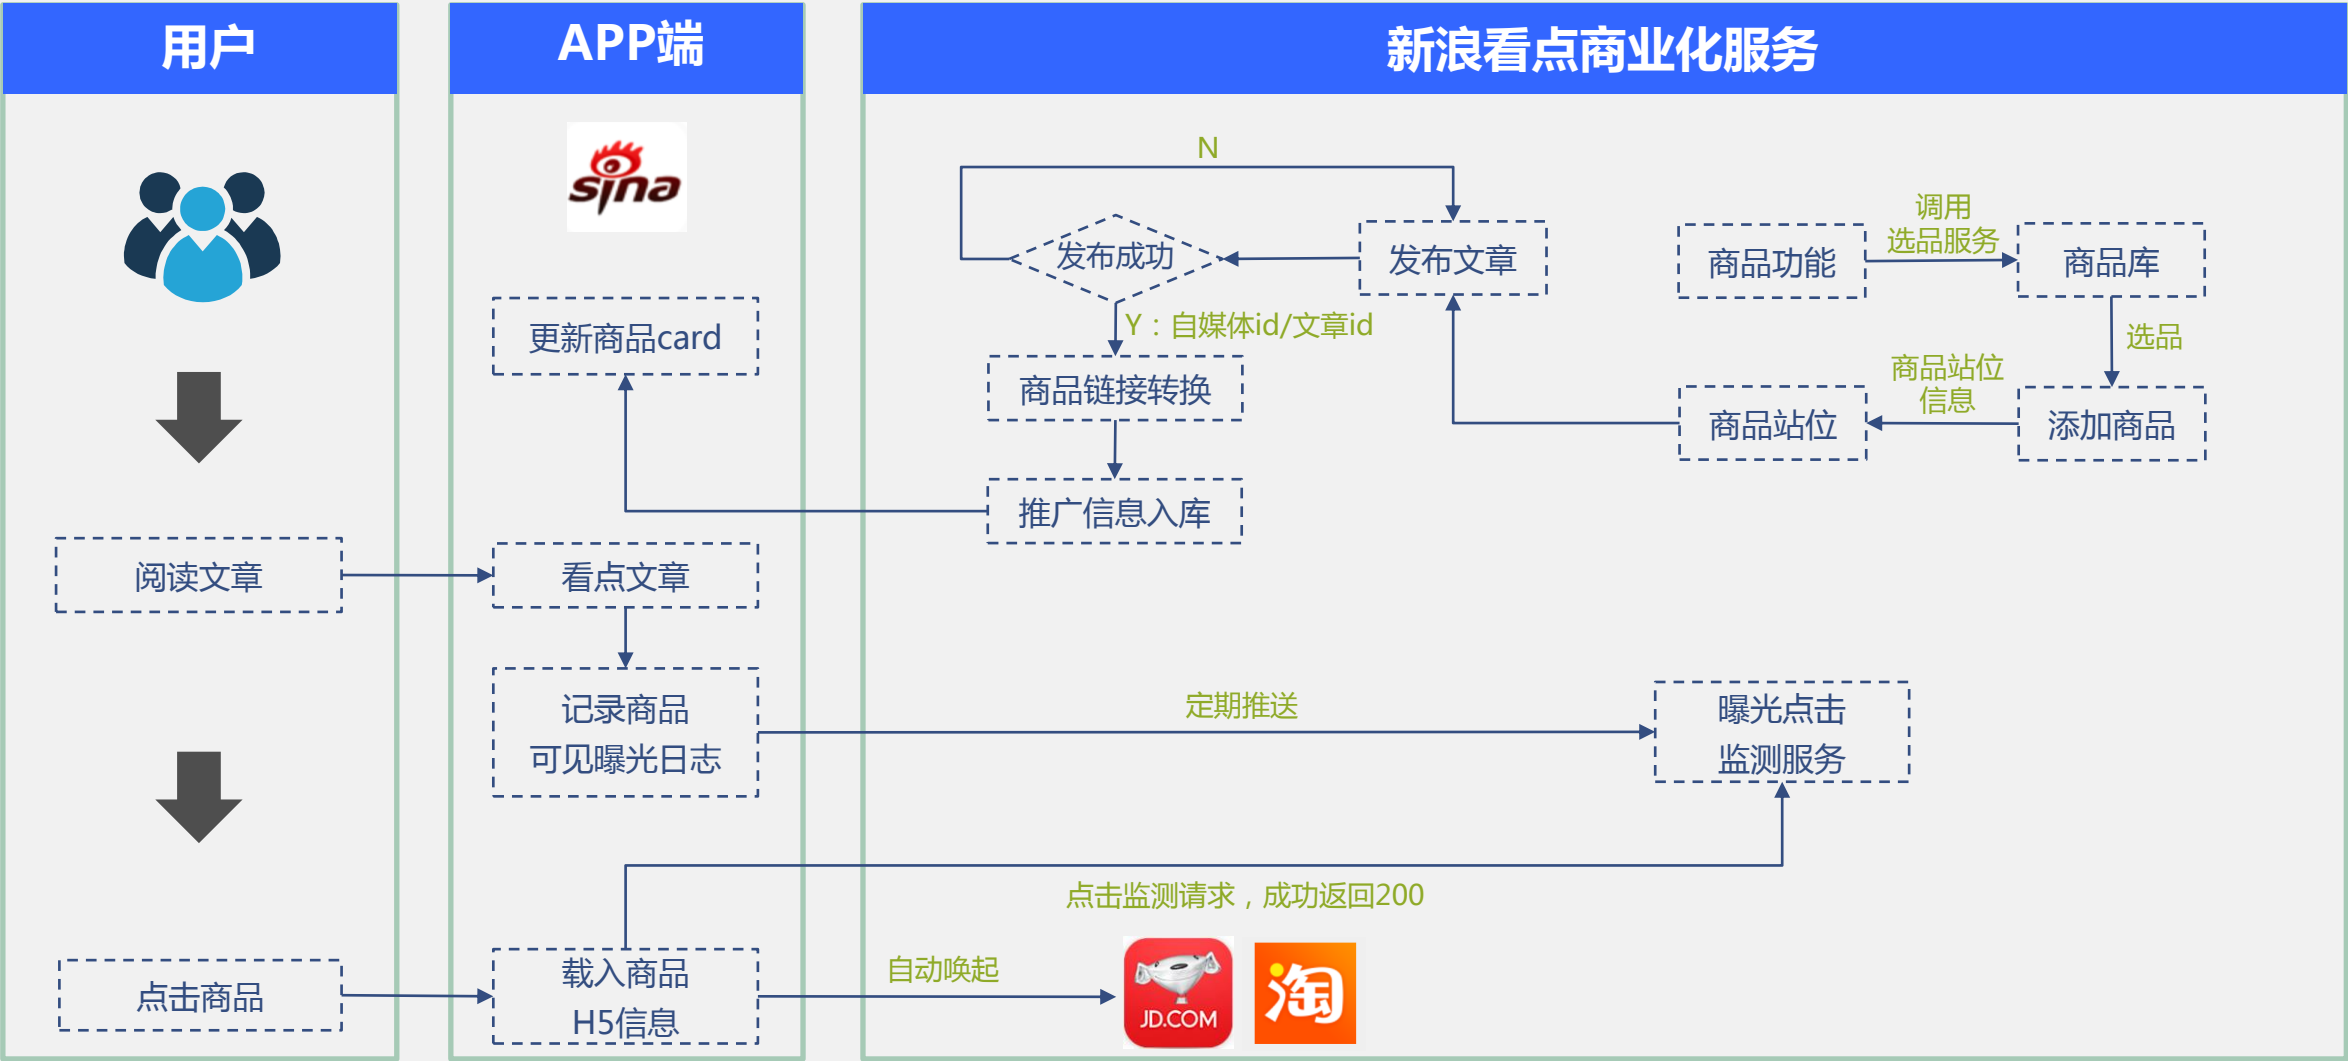 用户
APP端
新浪看点商业化服务
sina
N
发布成功
发布文章
商品功能
调用
选品服务
商品库
Y：自媒体id/文章id
选品
更新商品card
商品链接转换
商品站位
商品站位
信息
添加商品
推广信息入库
阅读文章
看点文章
记录商品
可见曝光日志
定期推送
曝光点击
监测服务
点击监测请求，成功返回200
点击商品
载入商品
H5信息
自动唤起
JD.COM
淘